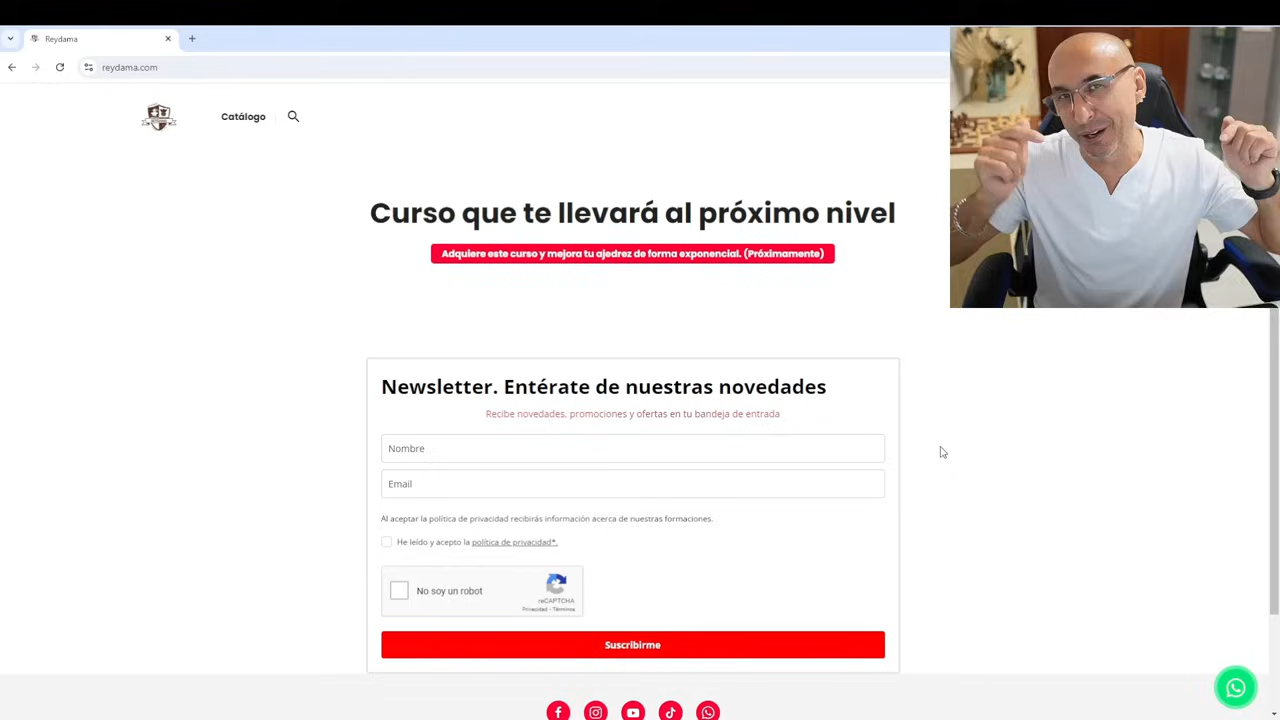 Reydama
reydama.com
Catálogo
Curso que te llevará al próximo nivel
Adquiere este curso y mejora tu ajedrez de forma exponencial. (Próximamente)
Newsletter. Entérate de nuestras novedades
Recibe novedades, promociones y ofertas en tu bandeja de entrada
Nombre
Email
Al aceptar la política de privacidad recibirás información acerca de nuestras formaciones.
He leído y acepto la política de privacidad*.
No soy un robot
reCAPTCHA
Privacidad - Términos
Suscribirme